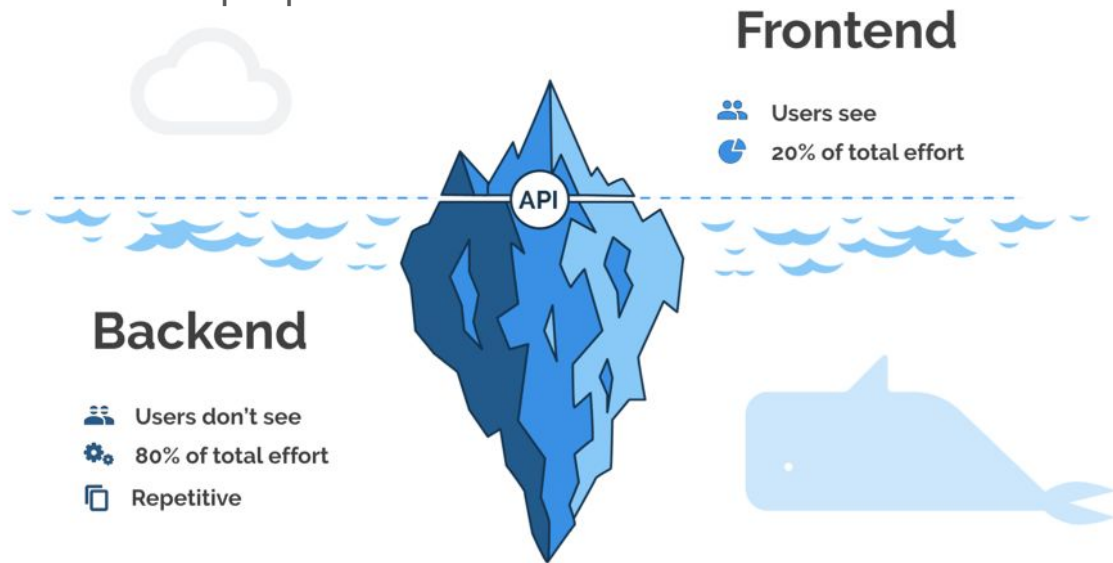 Frontend
Users see
20% of total effort
API
Backend
Users don't see
80% of total effort
Repetitive